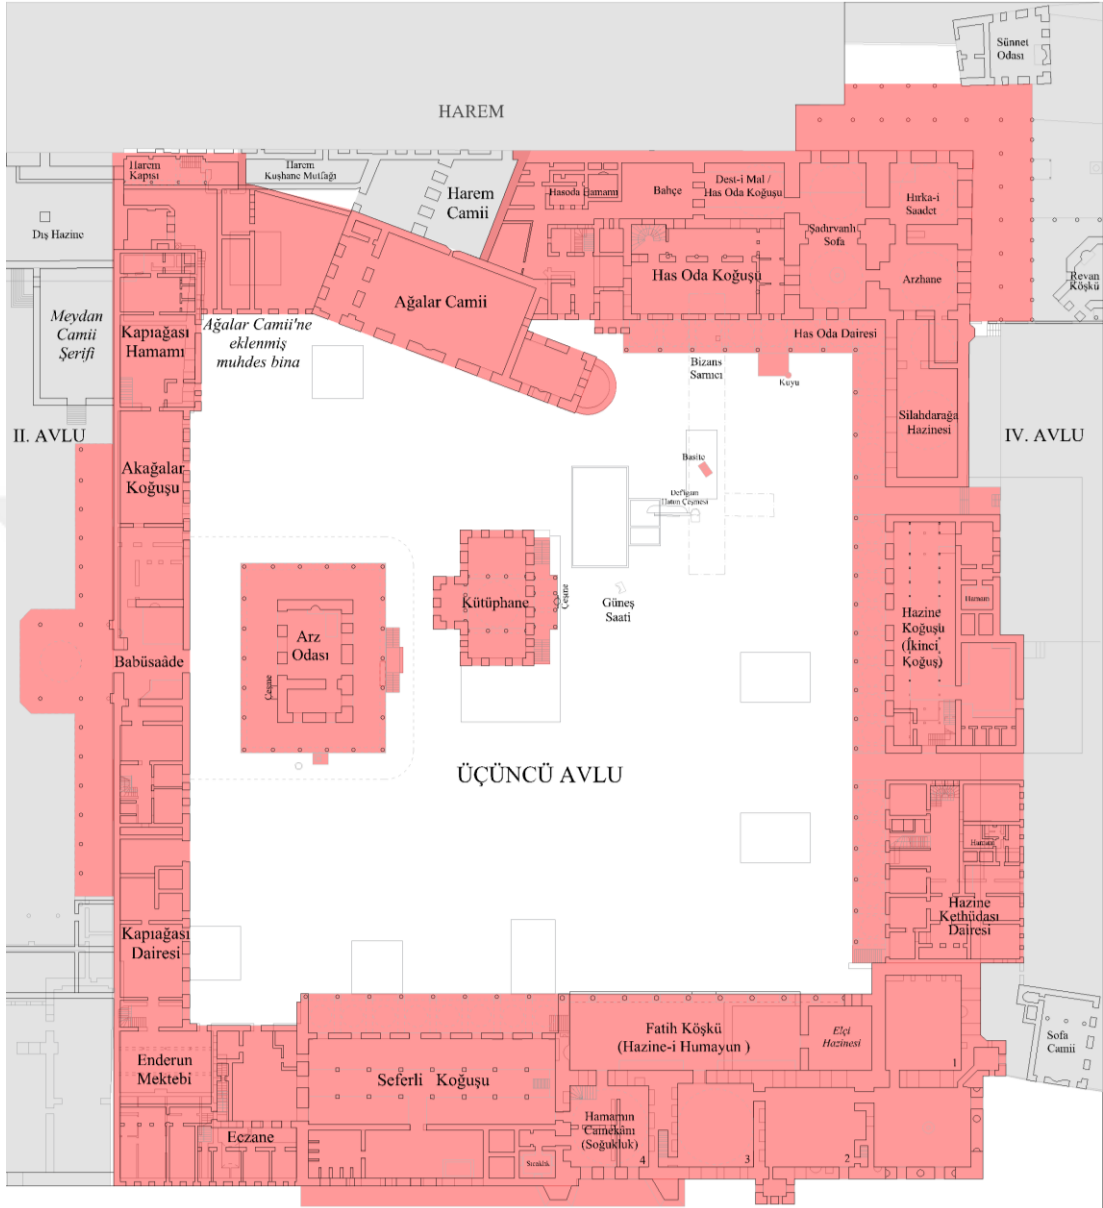 Sünnet
Odası
HAREM
Harem
Kapısı
Harem
Kuşhane Mutfağı
Harem
Camii
Hasoda Hamamı
Bahçe
Dest-i Mal /
Has Oda Koğuşu
Hırka-i
Saadet
Dış Hazine
Şadırvanlı
Sofa
Has Oda Koğuşu
Arzhane
Revan
Köşkü
Ağalar Camii
Meydan
Camii
Şerifi
Kapıağası
Hamamı
Ağalar Camii'ne
eklenmiş
muhdes bina
Has Oda Dairesi
Bizans
Sarnıcı
Kuyu
Silahdarağa
Hazinesi
II. AVLU
IV. AVLU
Akağalar
Koğuşu
Basite
Hatun Çeşmesi
Kütüphane
Çeşme
Güneş
Saati
Hamam
Hazine
Koğuşu
(İkinci
Koğuş)
Arz
Odası
Çeşme
Babüsaâde
ÜÇÜNCÜ AVLU
Hamam
Hazine
Kethüdası
Dairesi
Kapıağası
Dairesi
Fatih Köşkü
(Hazine-i Humayun )
Elçi
Hazinesi
Sofa
Camii
1
Enderun
Mektebi
Seferli Koğuşu
Hamamın
Camekânı
(Soğukluk)
Eczane
Sıcaklık
4
3
2